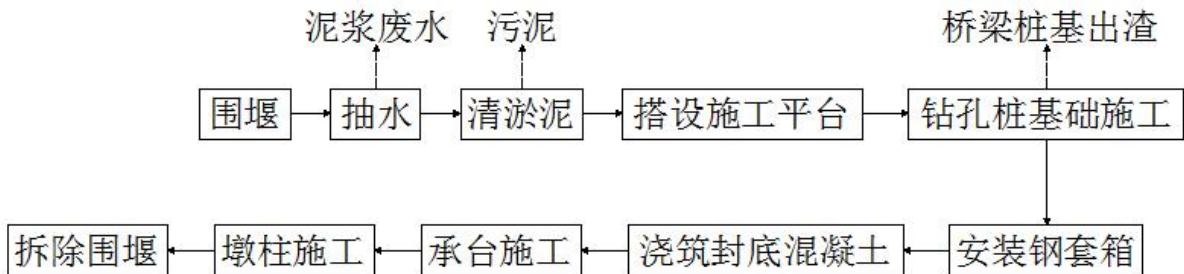 泥浆废水 污泥 桥梁桩基出渣
围堰 抽水 清淤泥 搭设施工平台 钻孔桩基础施工
拆除围堰 墩柱施工 承台施工 浇筑封底混凝土 安装钢套箱